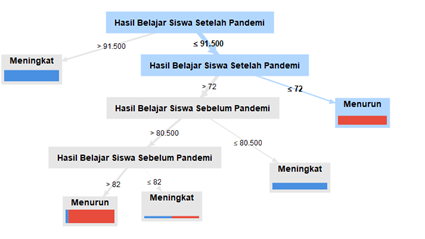 Hasil Belajar Siswa Setelah Pandemi
> 91.500
≤ 91.500
Meningkat
Hasil Belajar Siswa Setelah Pandemi
> 72
≤ 72
Hasil Belajar Siswa Sebelum Pandemi
Menurun
> 80.500
≤ 80.500
Hasil Belajar Siswa Sebelum Pandemi
Meningkat
> 82
≤ 82
Menurun
Meningkat